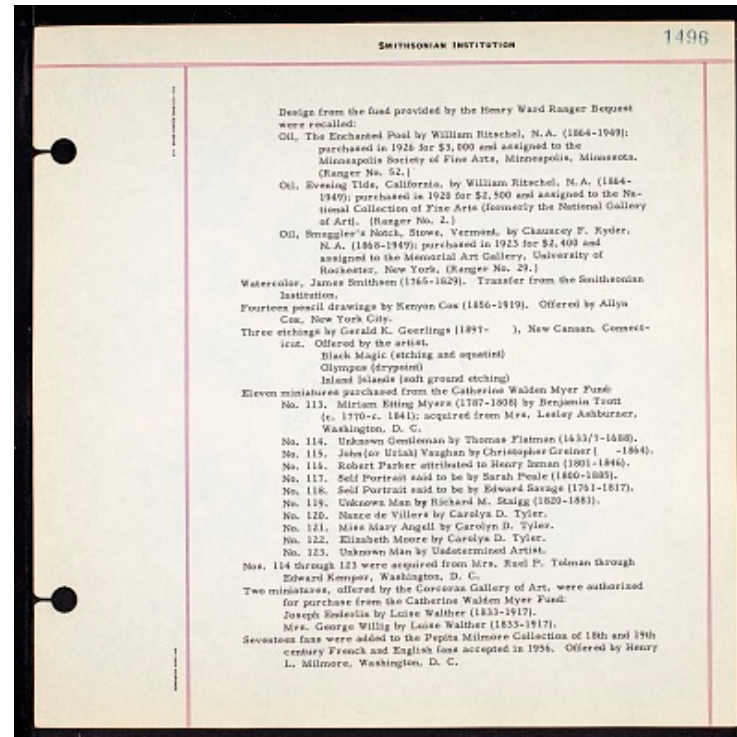 SMITHSONIAN INSTITUTION
1496
Design from the fund provided by the Henry Ward Ranger Bequest
were recalled:
Oil, The Enchanted Pool by William Ritschel, N.A. (1864-1949);
purchased in 1926 for $3,000 and assigned to the
Minneapolis Society of Fine Arts, Minneapolis, Minnesota.
(Ranger No. 52.)
Oil, Evening Tide, California, by William Ritschel, N.A. (1864-
1949); purchased in 1920 for $2,500 and assigned to the Na-
tional Collection of Fine Arts (formerly the National Gallery
of Art). (Ranger No. 2.)
Oil, Smuggler's Notch, Stowe, Vermont, by Chauncey F. Ryder,
N.A. (1868-1949); purchased in 1923 for $2,400 and
assigned to the Memorial Art Gallery, University of
Rochester, New York. (Ranger No. 29.)
Watercolor, James Smithson (1765-1829). Transfer from the Smithsonian
Institution.
Fourteen pencil drawings by Kenyon Cox (1856-1919). Offered by Allyn
Cox, New York City.
Three etchings by Gerald K. Geerlings (1897- ), New Canaan, Connect-
icut. Offered by the artist.
Black Magic (etching and aquatint)
Olympus (drypoint)
Inland Islands (soft ground etching)
Eleven miniatures purchased from the Catherine Walden Myer Fund:
No. 113. Miriam Etting Myers (1787-1808) by Benjamin Trott
(c. 1770-c. 1841); acquired from Mrs. Lesley Ashburner,
Washington, D. C.
No. 114. Unknown Gentleman by Thomas Flatman (1633/7-1688).
No. 115. John (or Uriah) Vaughan by Christopher Greiner ( -1864).
No. 116. Robert Parker attributed to Henry Inman (1801-1846).
No. 117. Self Portrait said to be by Sarah Peale (1800-1885).
No. 118. Self Portrait said to be by Edward Savage (1761-1817).
No. 119. Unknown Man by Richard M. Staigg (1820-1881).
No. 120. Nance de Villers by Carolyn D. Tyler.
No. 121. Miss Mary Angell by Carolyn D. Tyler.
No. 122. Elizabeth Moore by Carolyn D. Tyler.
No. 123. Unknown Man by Undetermined Artist.
Nos. 114 through 123 were acquired from Mrs. Ruel P. Tolman through
Edward Kemper, Washington, D. C.
Two miniatures, offered by the Corcoran Gallery of Art, were authorized
for purchase from the Catherine Walden Myer Fund:
Joseph Enderlin by Luise Walther (1833-1917).
Mrs. George Willig by Luise Walther (1833-1917).
Seventeen fans were added to the Pepita Milmore Collection of 18th and 19th
century French and English fans accepted in 1956. Offered by Henry
L. Milmore, Washington, D. C.